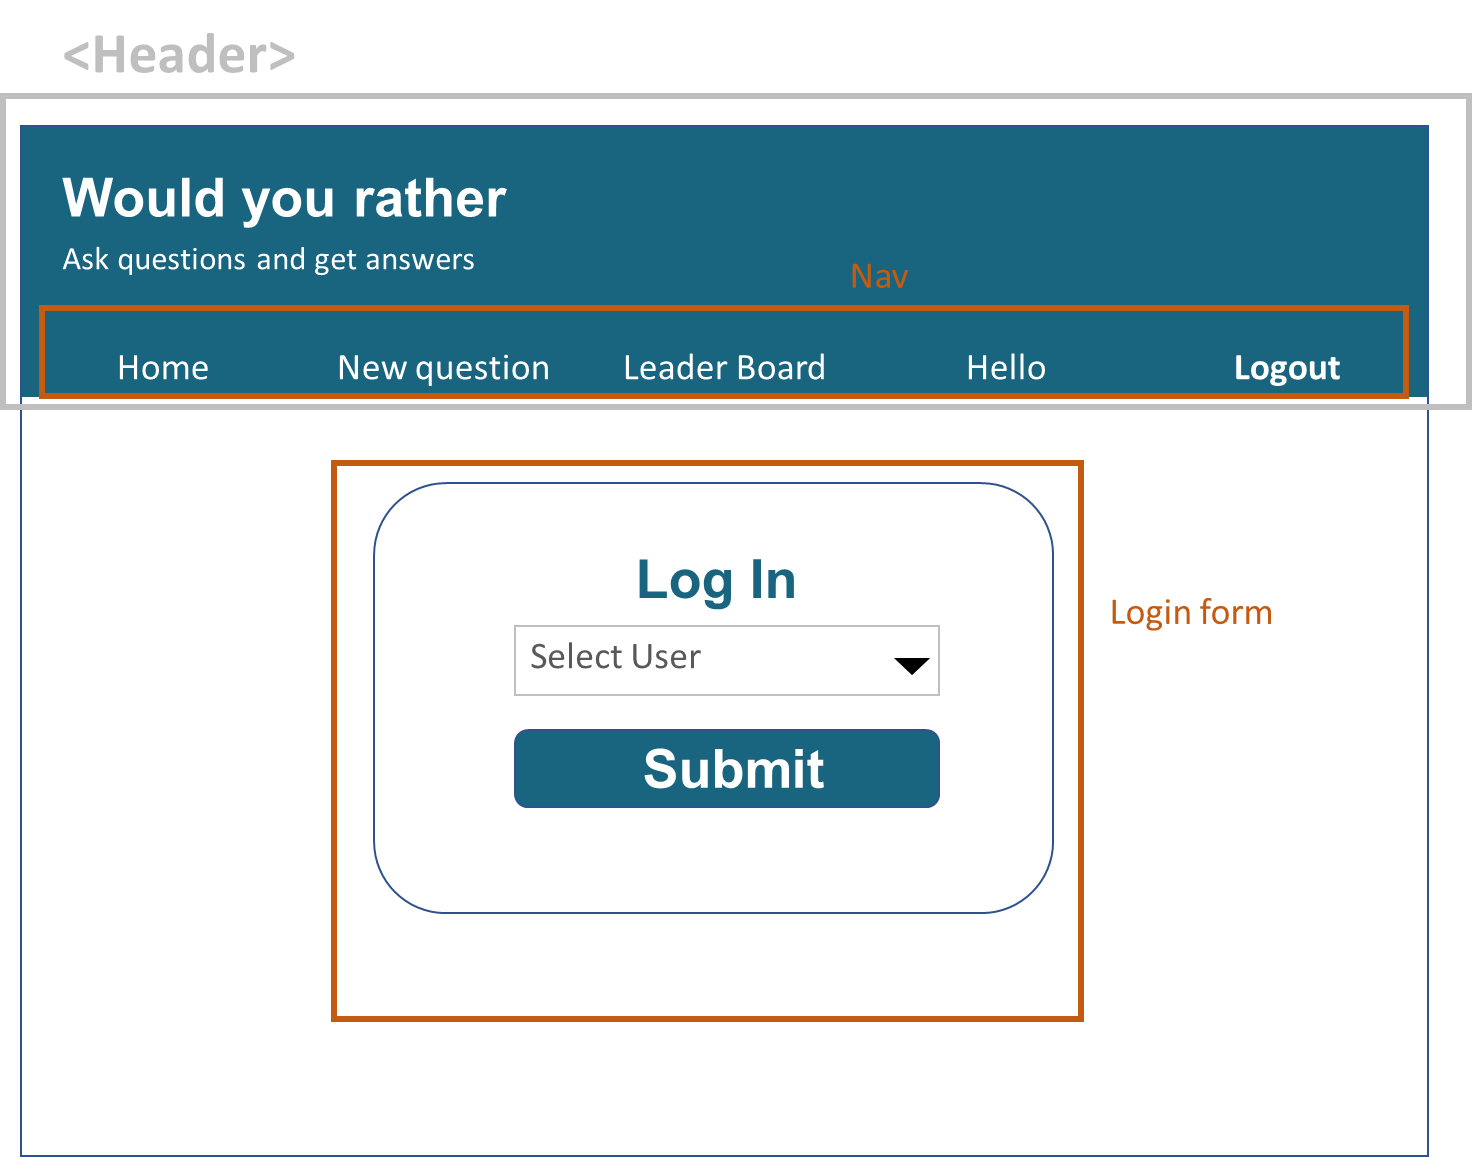 <Header>
Would you rather
Ask questions and get answers
Nav
Home New question Leader Board Hello Logout
Log In
Login form
Select User
Submit